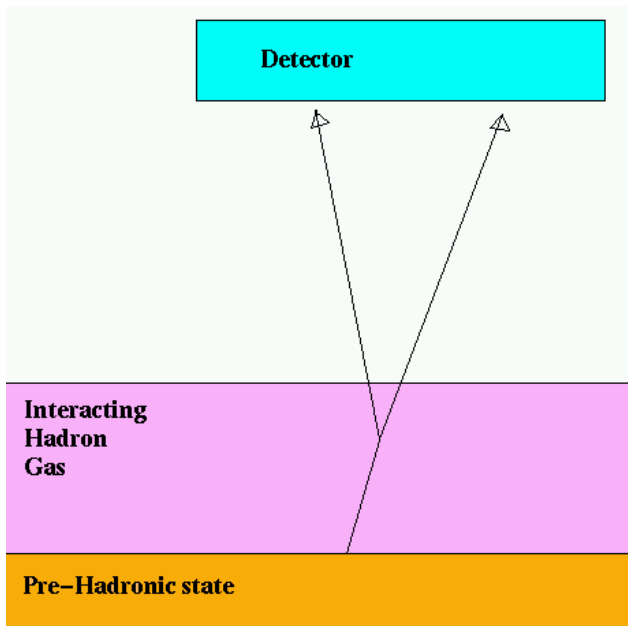 Detector
Interacting
Hadron
Gas
Pre-Hadronic state